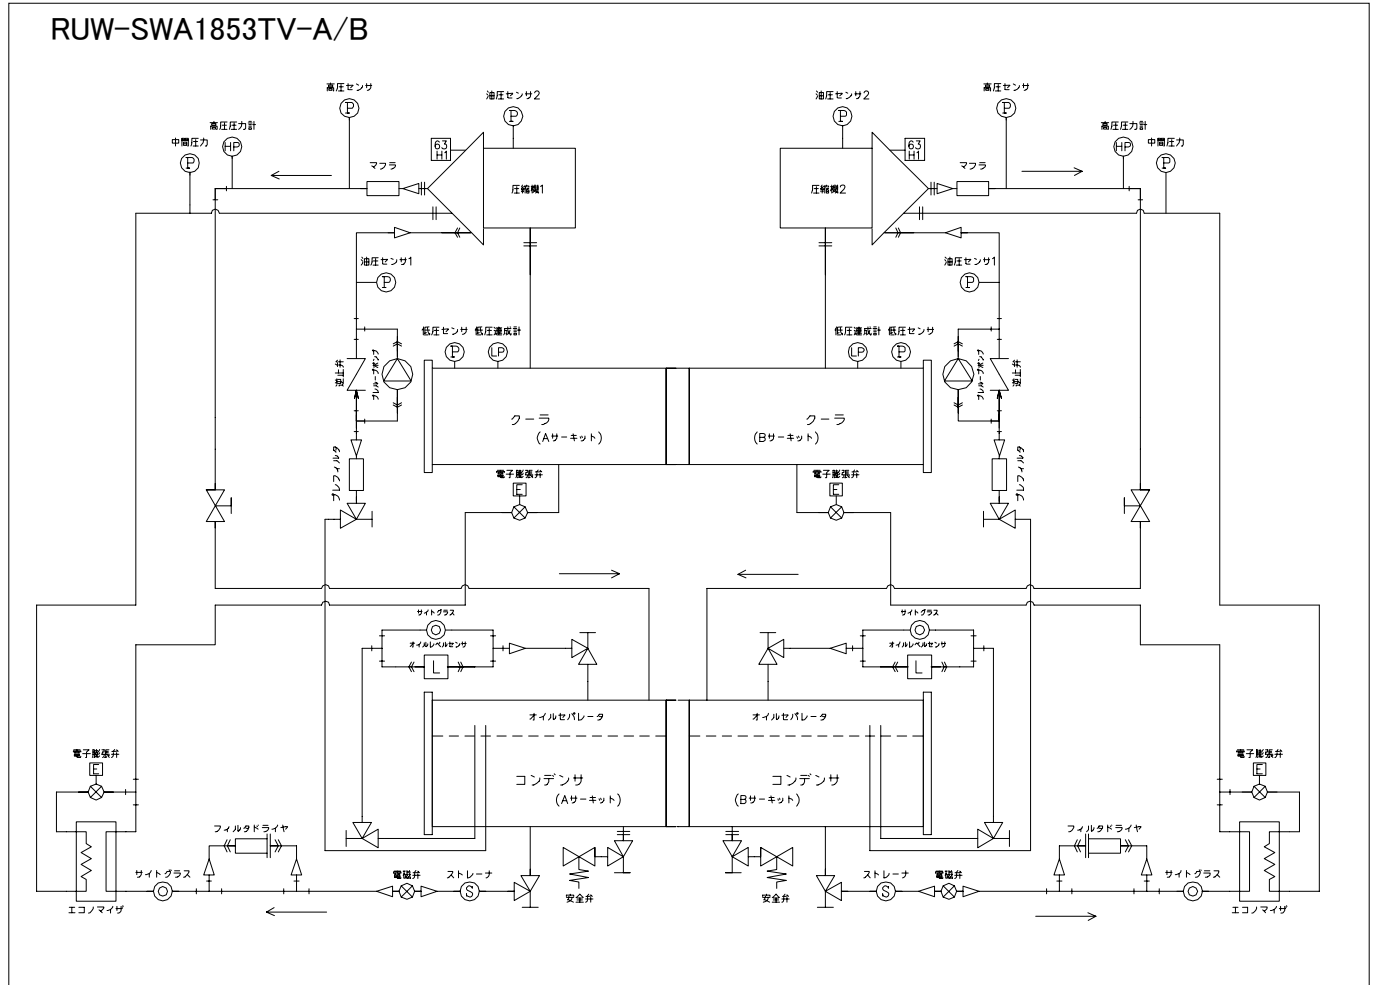 RUW-SWA1853TV-A/B
高圧センサ
油圧センサ2
油圧センサ2
高圧センサ
P
P
P
P
中間圧力
高圧圧力計
63
H1
63
H1
高圧圧力計
中間圧力
P
HP
マフラ
マフラ
HP
P
圧縮機1
圧縮機2
油圧センサ1
油圧センサ1
P
P
低圧センサ
低圧連成計
低圧連成計
低圧センサ
P
LP
LP
P
逆止弁
プレルーブポンプ
プレルーブポンプ
逆止弁
クーラ
(Aサーキット)
クーラ
(Bサーキット)
プレフィルタ
プレフィルタ
電子膨張弁
電子膨張弁
E
E
サイトグラス
サイトグラス
オイルレベルセンサ
オイルレベルセンサ
L
L
オイルセパレータ
オイルセパレータ
電子膨張弁
電子膨張弁
E
E
コンデンサ
(Aサーキット)
コンデンサ
(Bサーキット)
フィルタドライヤ
フィルタドライヤ
サイトグラス
電磁弁
ストレーナ
ストレーナ
電磁弁
サイトグラス
S
S
安全弁
安全弁
エコノマイザ
エコノマイザ